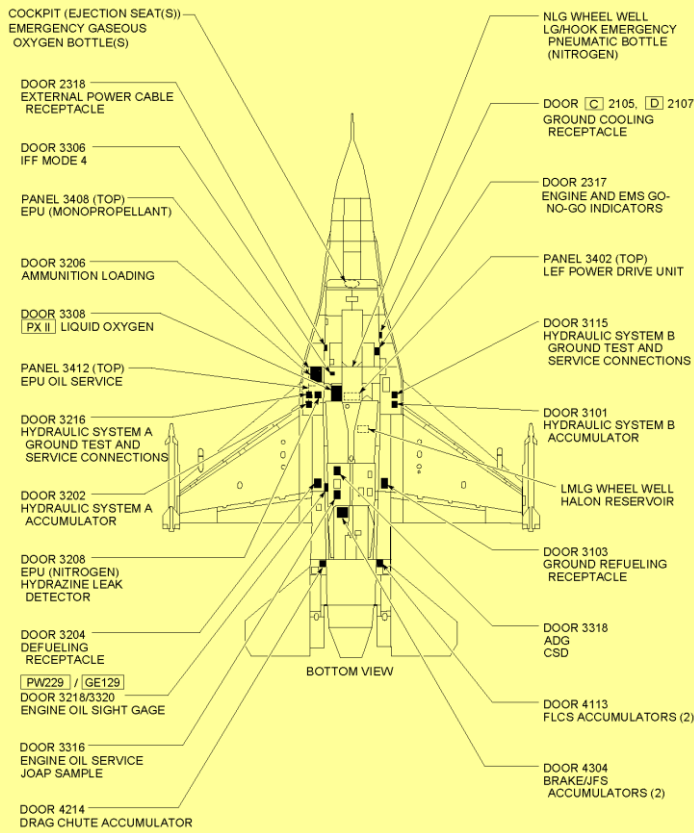 COCKPIT (EJECTION SEAT(S))
EMERGENCY GASEOUS
OXYGEN BOTTLE(S)
DOOR 2318
EXTERNAL POWER CABLE
RECEPTACLE
DOOR 3306
IFF MODE 4
PANEL 3408 (TOP)
EPU (MONOPROPELLANT)
DOOR 3206
AMMUNITION LOADING
DOOR 3308
PX II LIQUID OXYGEN
PANEL 3412 (TOP)
EPU OIL SERVICE
DOOR 3216
HYDRAULIC SYSTEM A
GROUND TEST AND
SERVICE CONNECTIONS
DOOR 3202
HYDRAULIC SYSTEM A
ACCUMULATOR
DOOR 3208
EPU (NITROGEN)
HYDRAZINE LEAK
DETECTOR
DOOR 3204
DEFUELING
RECEPTACLE
PW229 / GE129
DOOR 3218/3320
ENGINE OIL SIGHT GAGE
DOOR 3316
ENGINE OIL SERVICE
JOAP SAMPLE
DOOR 4214
DRAG CHUTE ACCUMULATOR
NLG WHEEL WELL
LG/HOOK EMERGENCY
PNEUMATIC BOTTLE
(NITROGEN)
DOOR C 2105, D 2107
GROUND COOLING
RECEPTACLE
DOOR 2317
ENGINE AND EMS GO-
NO-GO INDICATORS
PANEL 3402 (TOP)
LEF POWER DRIVE UNIT
DOOR 3115
HYDRAULIC SYSTEM B
GROUND TEST AND
SERVICE CONNECTIONS
DOOR 3101
HYDRAULIC SYSTEM B
ACCUMULATOR
LMLG WHEEL WELL
HALON RESERVOIR
DOOR 3103
GROUND REFUELING
RECEPTACLE
DOOR 3318
ADG
CSD
DOOR 4113
FLCS ACCUMULATORS (2)
DOOR 4304
BRAKE/JFS
ACCUMULATORS (2)
BOTTOM VIEW